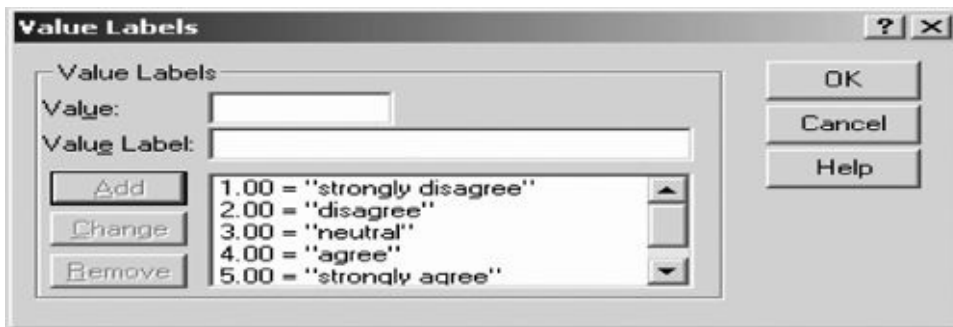 Value Labels
? ×
Value Labels
OK
Value:
Cancel
Value Label:
Help
Add
1.00 = "strongly disagree"
2.00 = "disagree"
Change
3.00 = "neutral"
4.00 = "agree"
Remove
5.00 = "strongly agree"